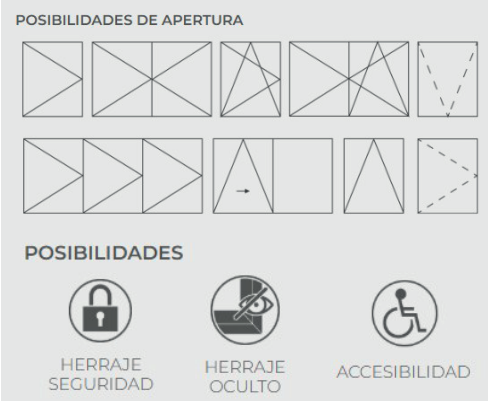 POSIBILIDADES DE APERTURA
POSIBILIDADES
HERRAJE
SEGURIDAD
HERRAJE
OCULTO
ACCESIBILIDAD